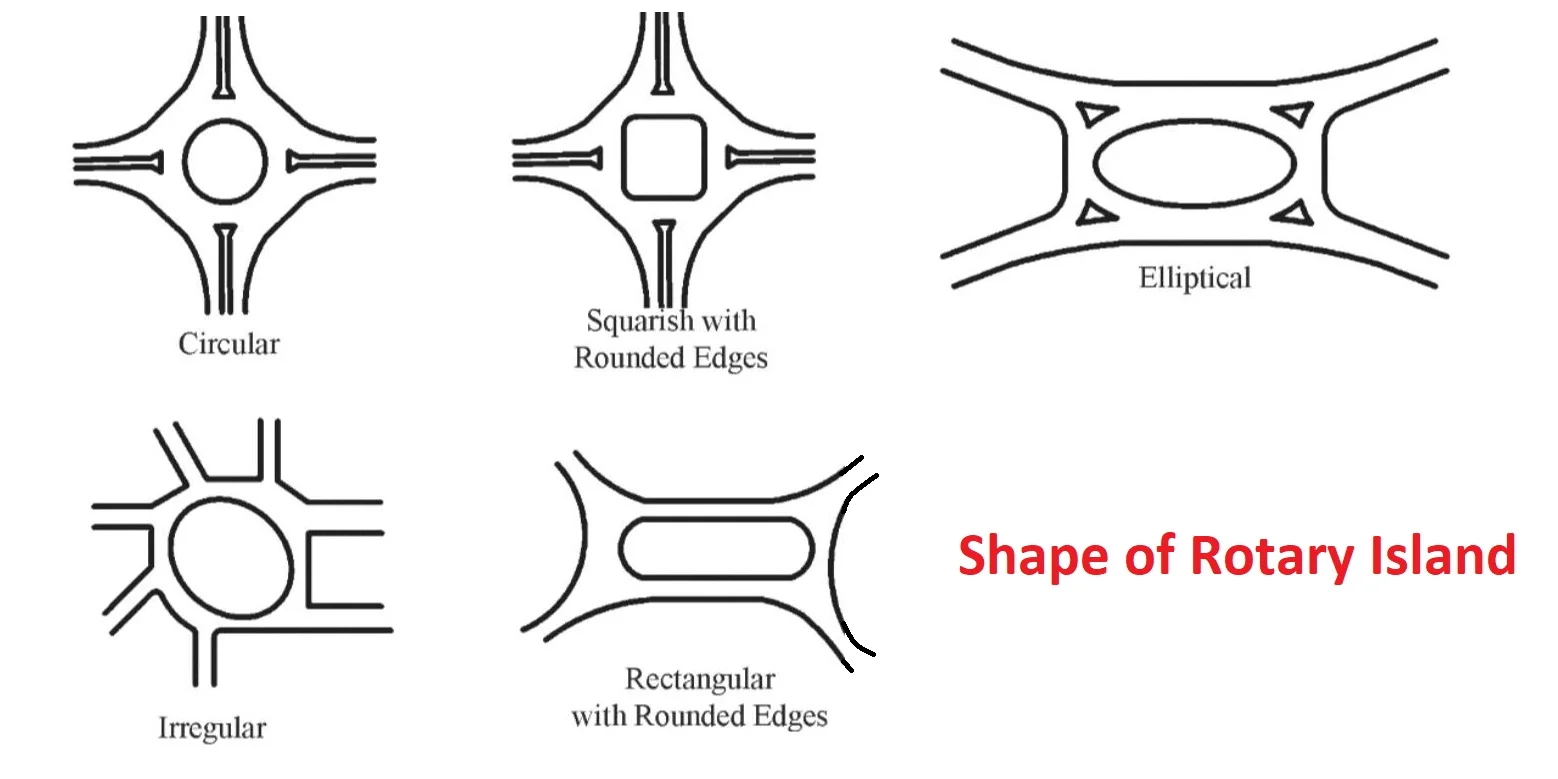 Circular
Squarish with
Rounded Edges
Elliptical
Irregular
Rectangular
with Rounded Edges
Shape of Rotary Island